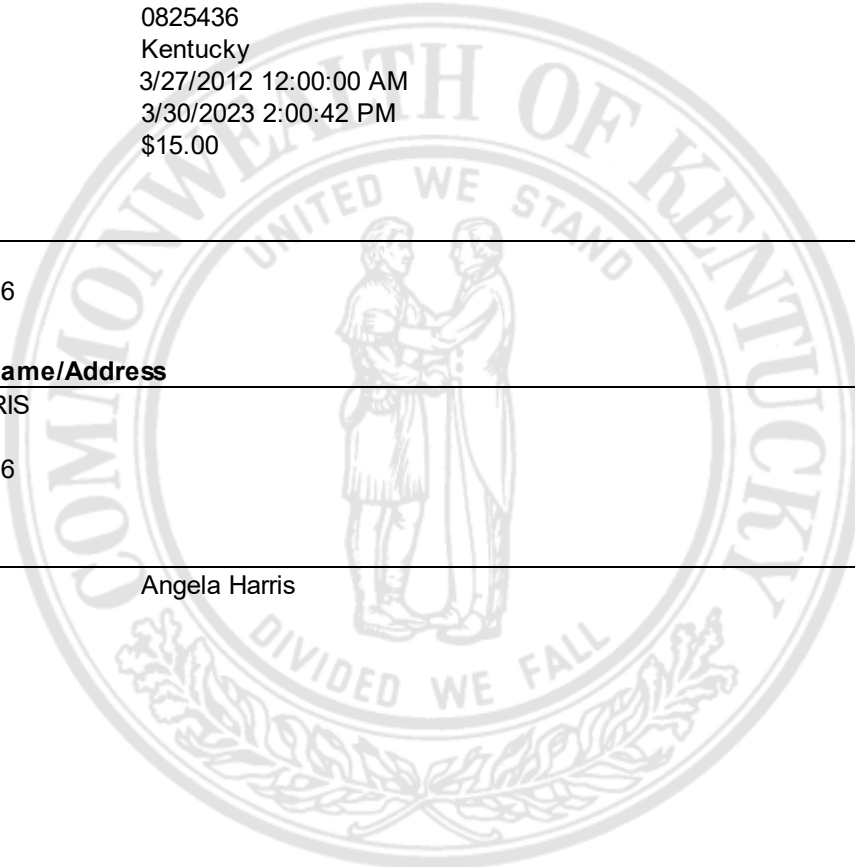 0825436
Kentucky
3/27/2012 12:00:00 AM
3/30/2023 2:00:42 PM
$15.00
6
ame/Address
RIS
6
Angela Harris
COMMONWEALTH OF KENTUCKY
UNITED WE STAND
DIVIDED WE FALL